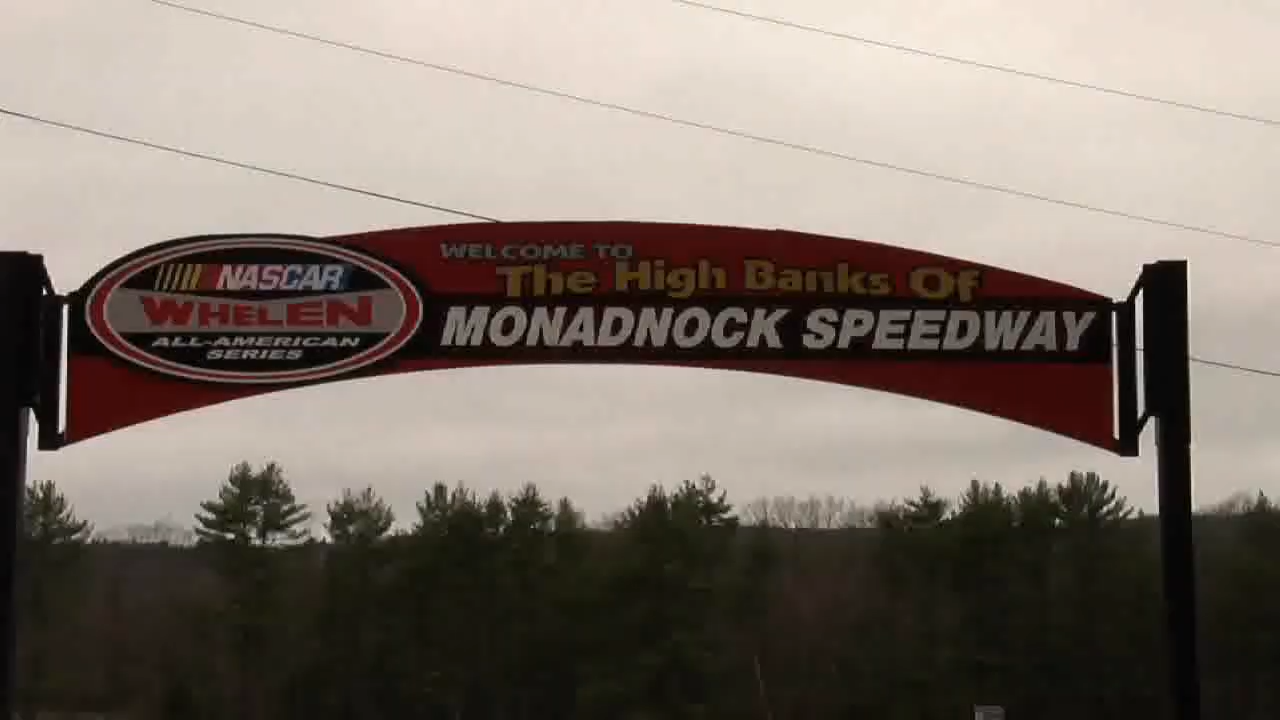 NASCAR
WHELEN
ALL-AMERICAN
SERIES
WELCOME TO
The High Banks Of
MONADNOCK SPEEDWAY